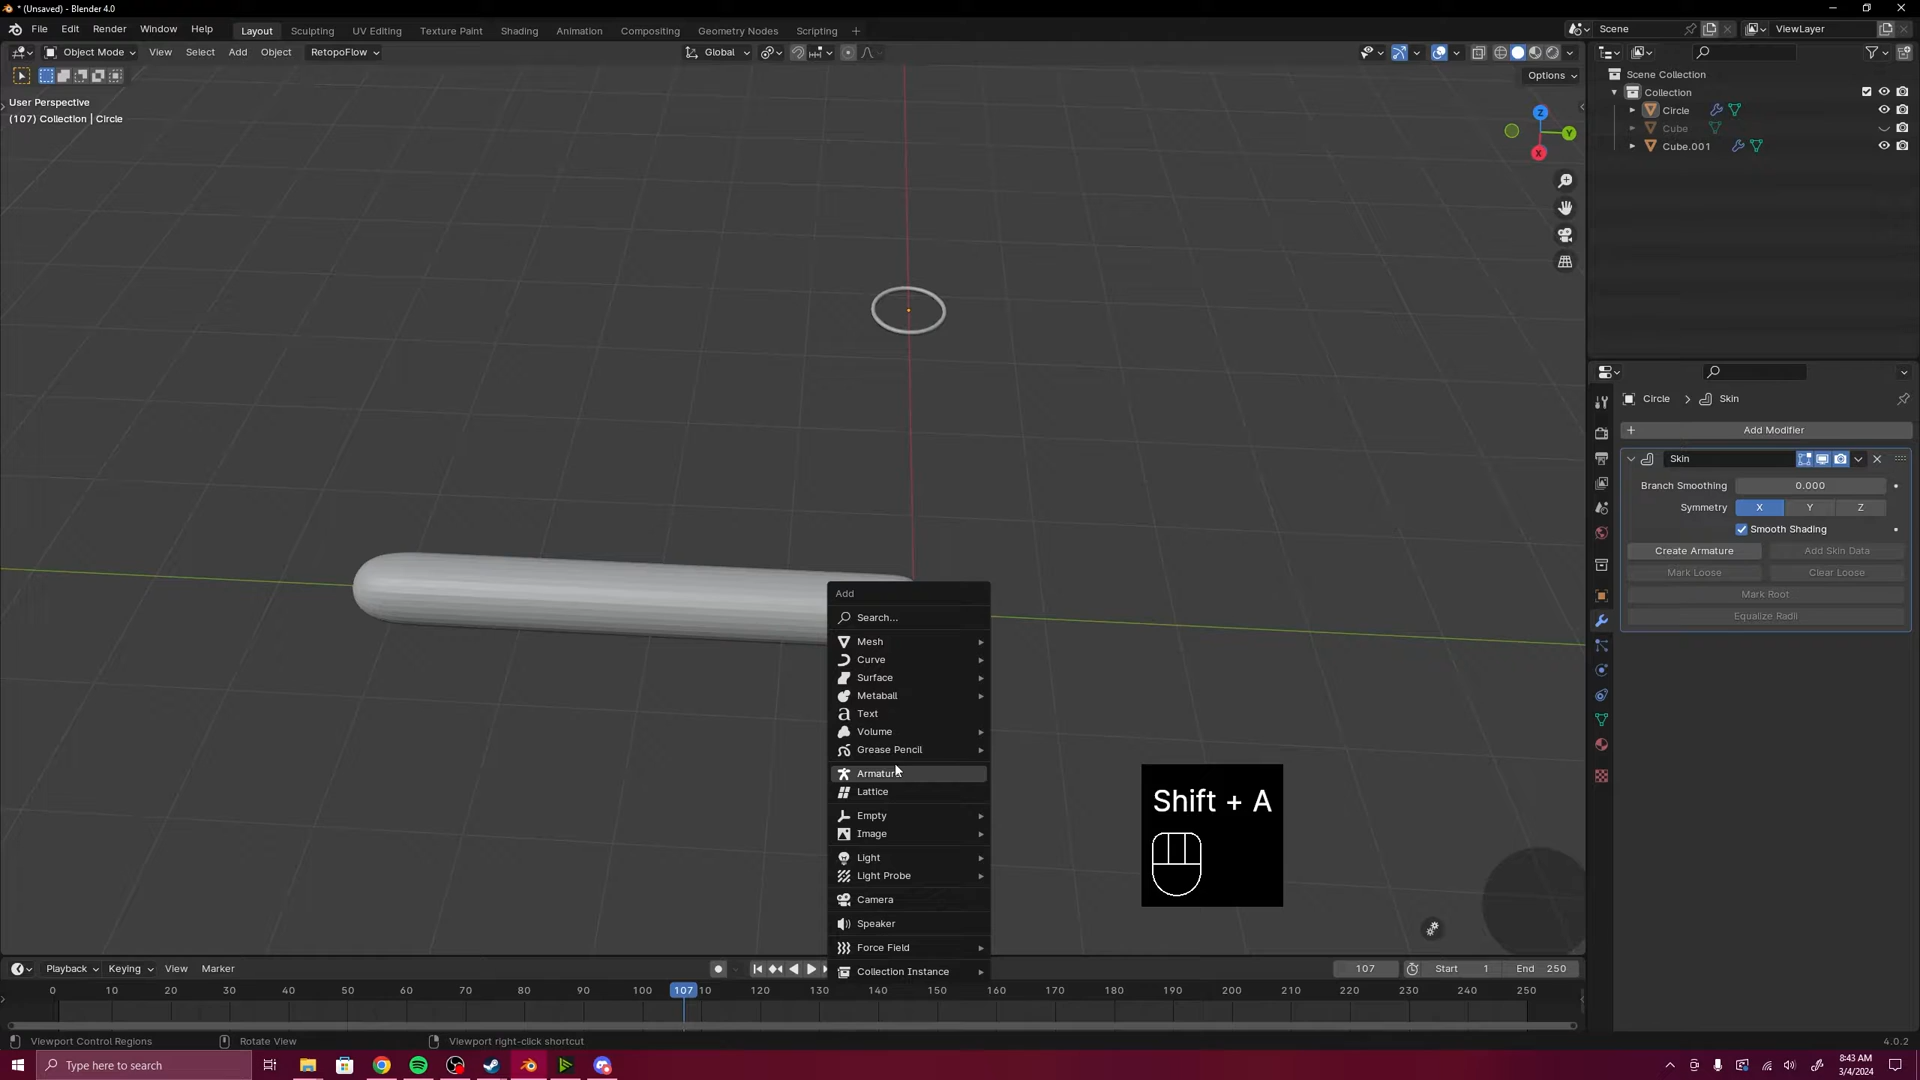 * (Unsaved) - Blender 4.0
File Edit Render Window Help Layout Modeling Sculpting UV Editing Texture Paint Shading Animation Rendering Compositing Geometry Nodes Scripting + Scene ViewLayer
Object Mode View Select Add Object RetopoFlow Global
Options
User Perspective
(107) Collection | Circle
Z
Y
X
Scene Collection
Collection
Circle
Cube
Cube.001
Circle > Skin
+ Add Modifier
Skin
Branch Smoothing 0.000
Symmetry X Y Z
Smooth Shading
Create Armature Add Skin Data
Mark Loose Clear Loose
Mark Root
Equalize Radii
Add
Search...
Mesh
Curve
Surface
Metaball
Text
Volume
Grease Pencil
Armature
Lattice
Empty
Image
Light
Light Probe
Camera
Speaker
Force Field
Collection Instance
Shift + A
Playback Keying View Marker 107 Start 1 End 250
0 10 20 30 40 50 60 70 80 90 100 107 10 120 130 140 150 160 170 180 190 200 210 220 230 240 250
Viewport Control Regions Rotate View Viewport right-click shortcut 4.0.2
Type here to search
8:43 AM
3/4/2024